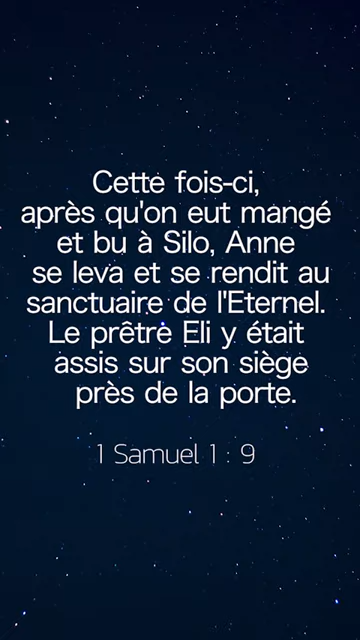 Cette fois-ci,
après qu'on eut mangé
et bu à Silo, Anne
se leva et se rendit au
sanctuaire de l'Eternel.
Le prêtre Eli y était
assis sur son siège
près de la porte.
1 Samuel 1 : 9